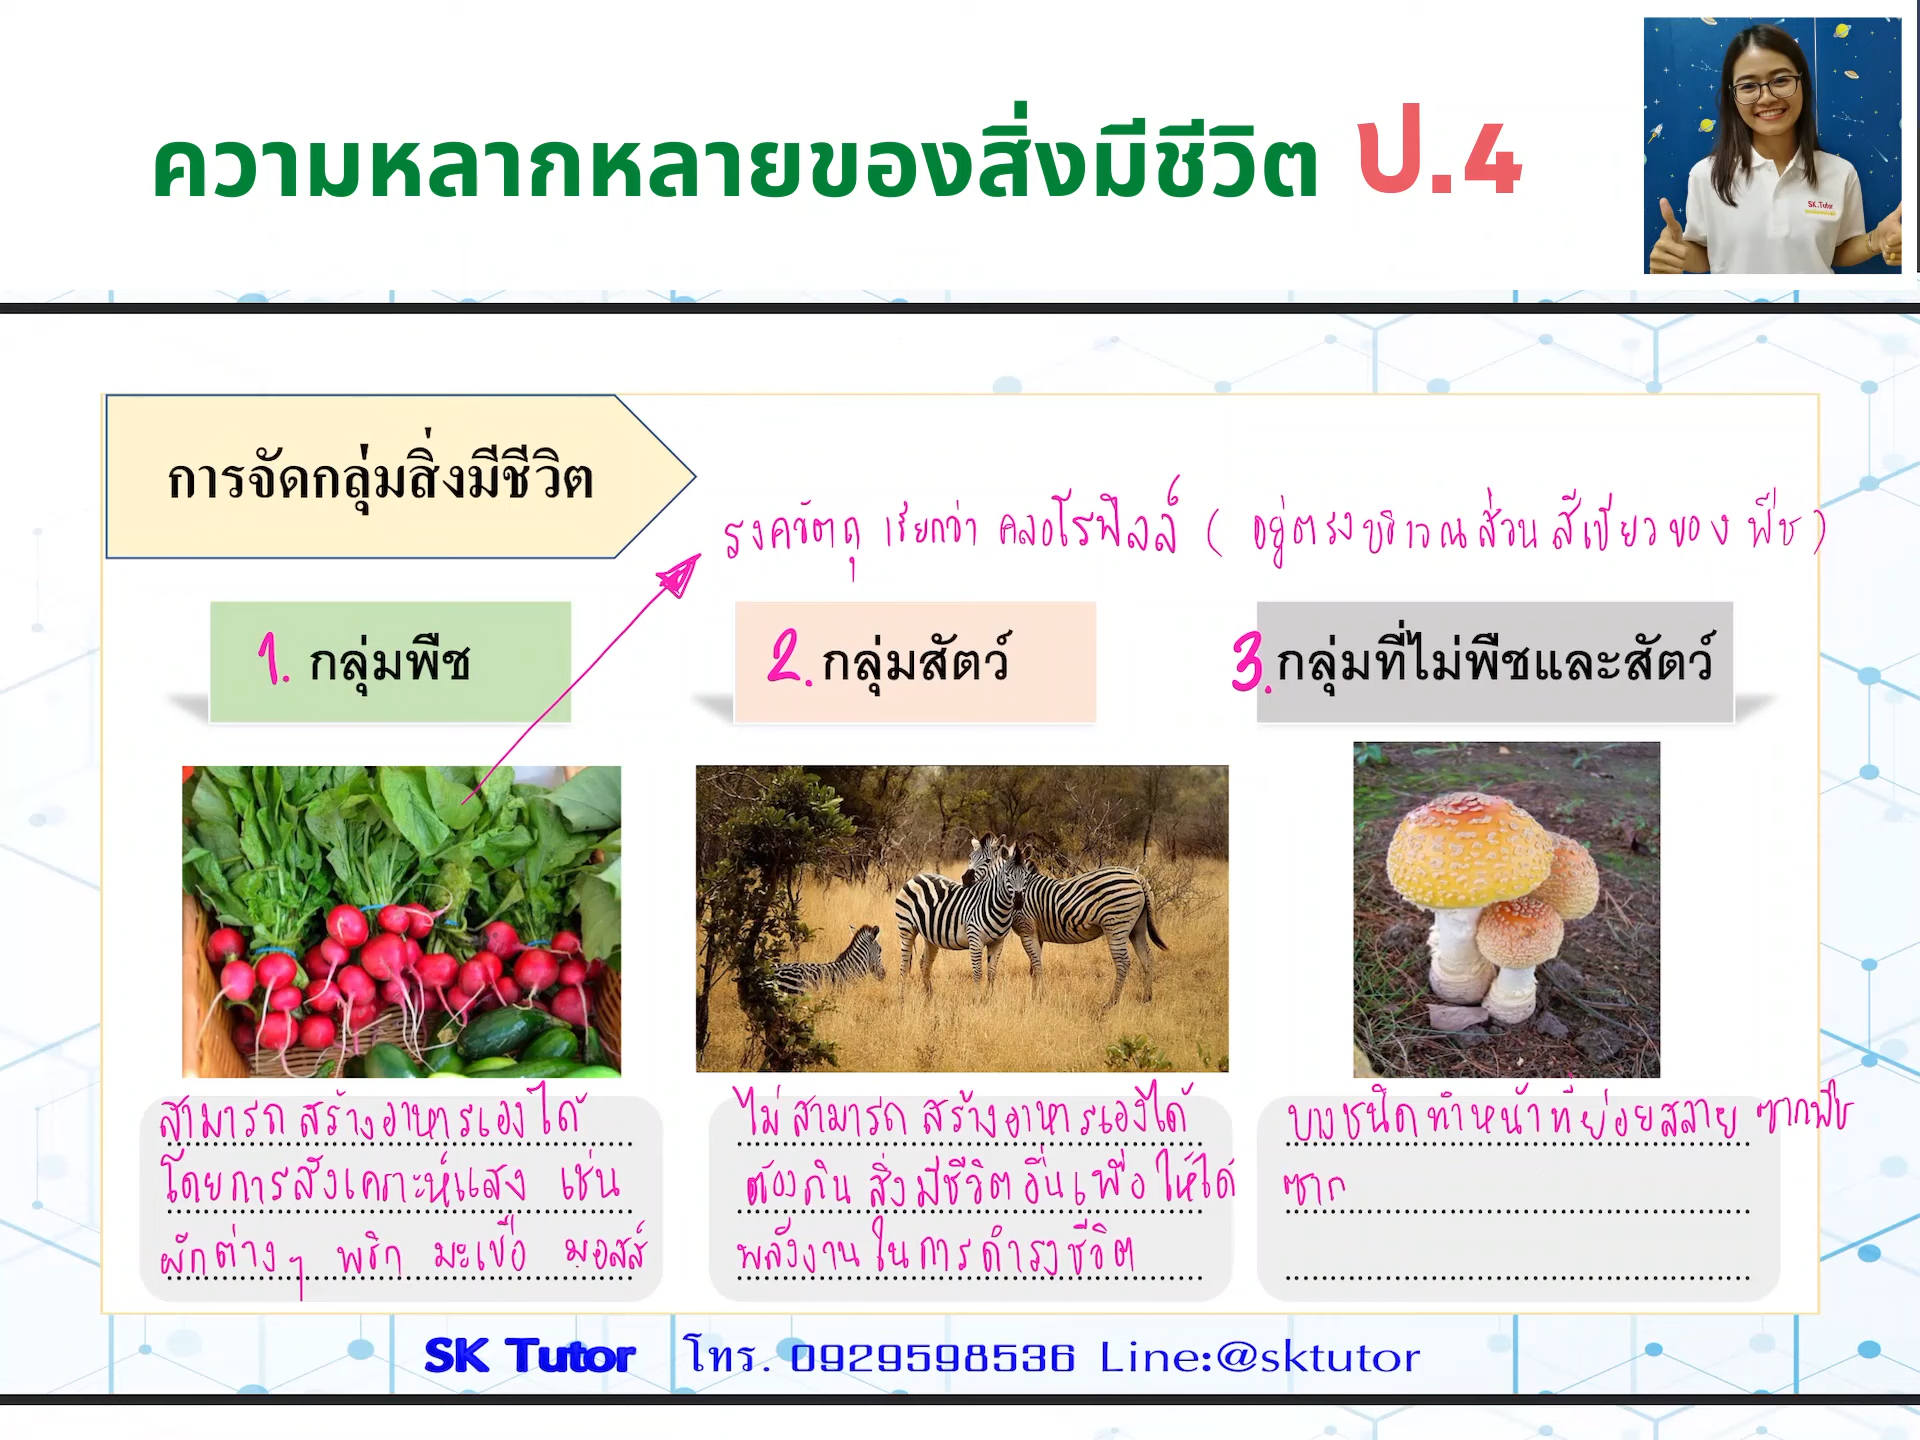 ความหลากหลายของสิ่งมีชีวิต ป.4
SK.Tutor
การจัดกลุ่มสิ่งมีชีวิต
รงควัตถุ เรียกว่า คลอโรฟิลล์ ( อยู่ตรงบริเวณส่วนสีเขียวของ พืช )
1. กลุ่มพืช
2. กลุ่มสัตว์
3. กลุ่มที่ไม่พืชและสัตว์
สามารถ สร้างอาหารเองได้
โดยการสังเคราะห์แสง เช่น
ผักต่างๆ พริก มะเขือ มอสส์
ไม่ สามารถ สร้างอาหารเองได้
ต้องกิน สิ่งมีชีวิตอื่นเพื่อ ให้ได้
พลังงาน ในการดำรงชีวิต
บางชนิดทำหน้าที่ย่อยสลาย ซากพืช
ซาก
SK Tutor โทร. 0929598536 Line:@sktutor